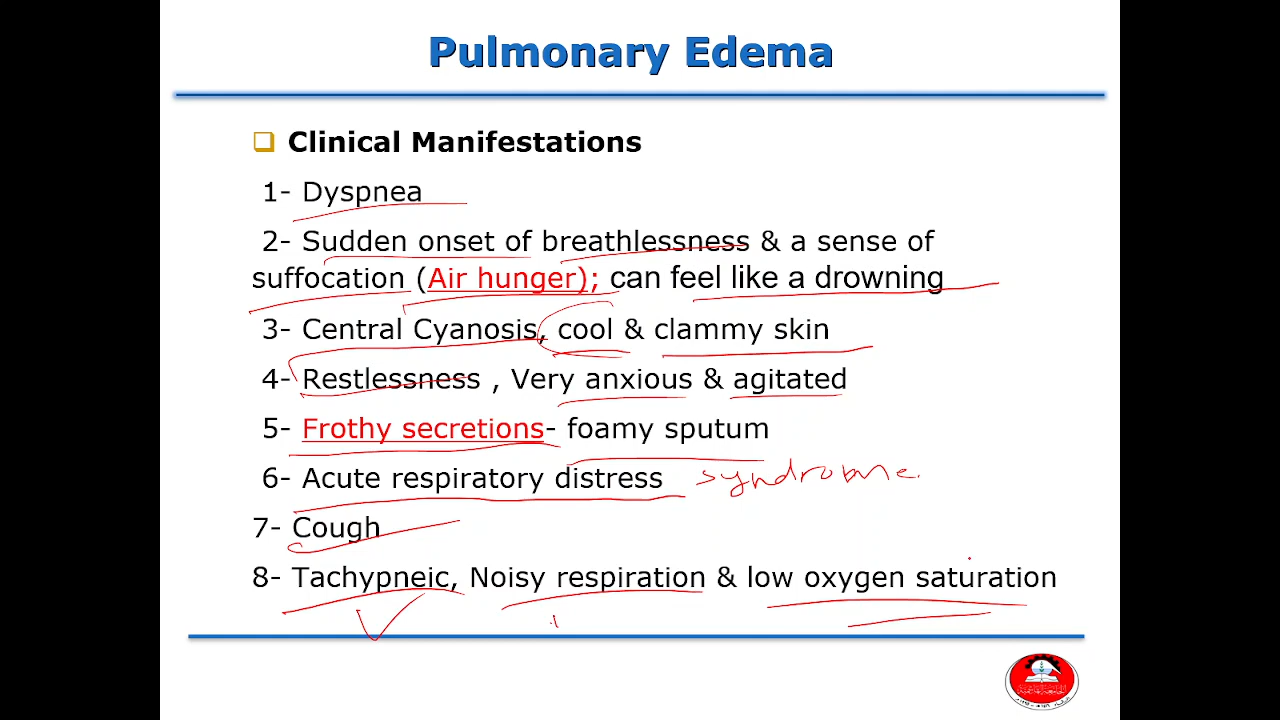 Pulmonary Edema
❑ Clinical Manifestations
1- Dyspnea
2- Sudden onset of breathlessness & a sense of
suffocation (Air hunger); can feel like a drowning
3- Central Cyanosis, cool & clammy skin
4- Restlessness , Very anxious & agitated
5- Frothy secretions- foamy sputum
6- Acute respiratory distress syndrome
7- Cough
8- Tachypneic, Noisy respiration & low oxygen saturation